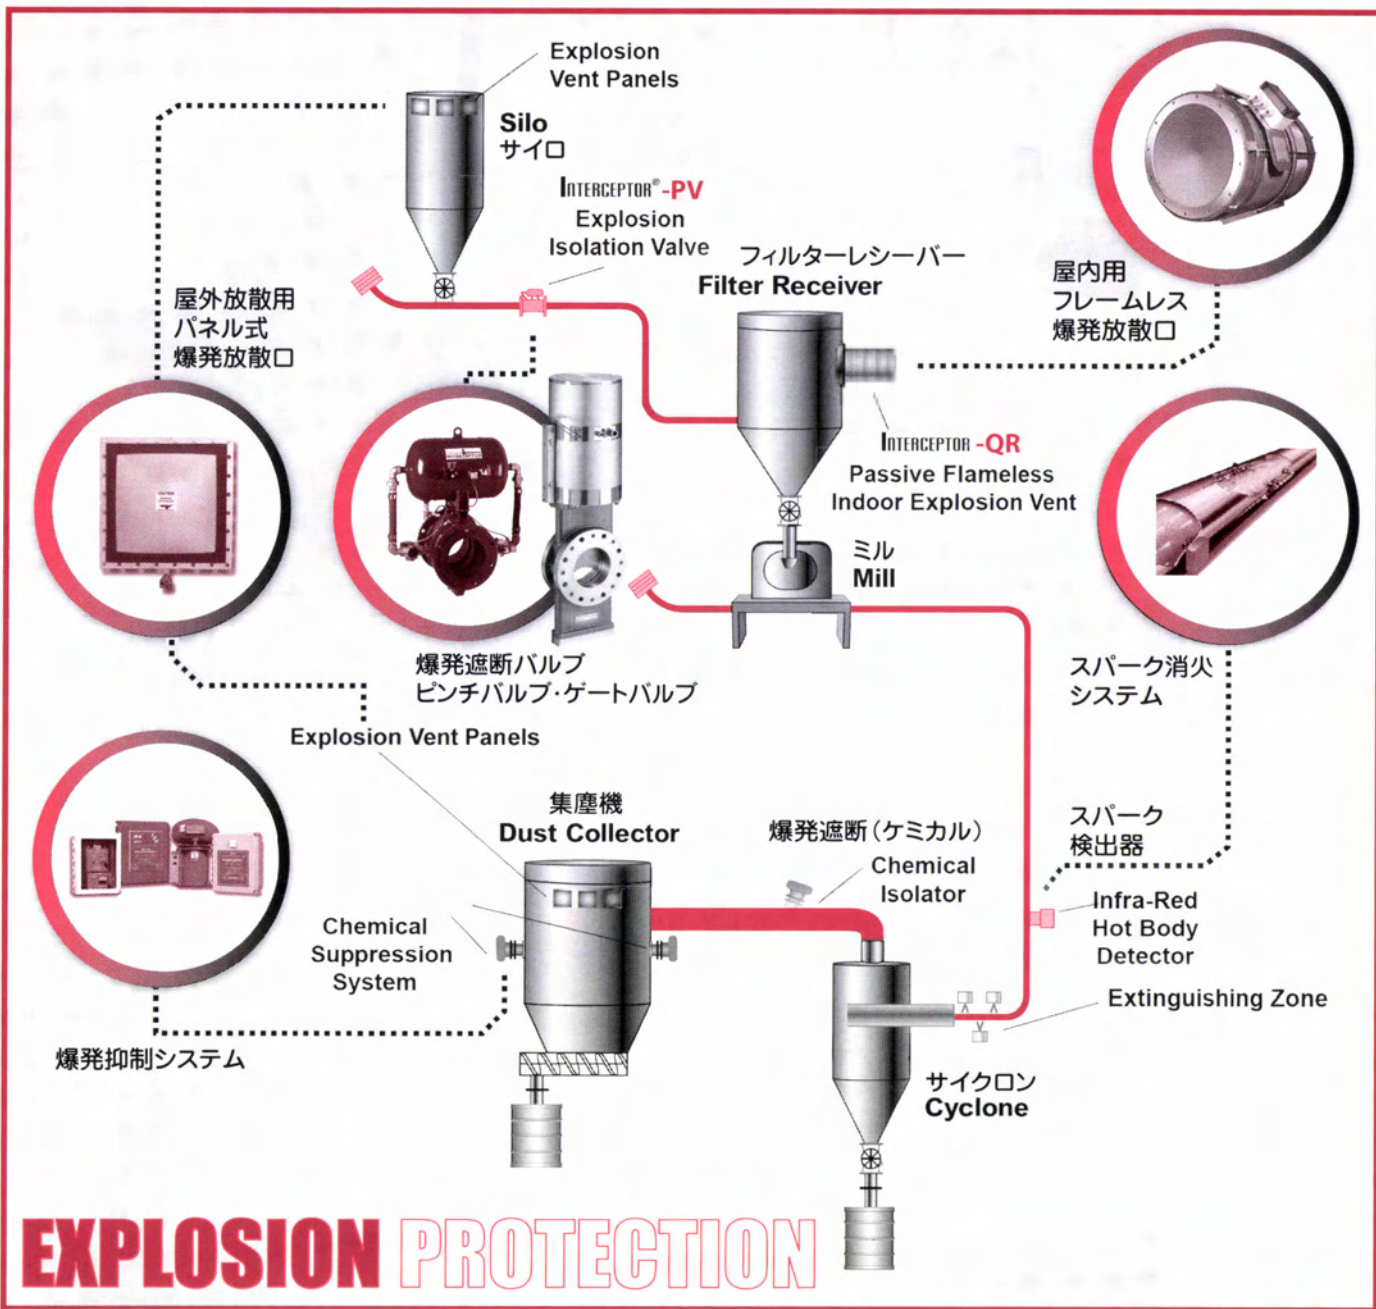 Explosion
Vent Panels
Silo
サイロ
INTERCEPTOR®-PV
Explosion
Isolation Valve
フィルターレシーバー
Filter Receiver
屋内用
フレームレス
爆発放散口
屋外放散用
パネル式
爆発放散口
INTERCEPTOR-QR
Passive Flameless
Indoor Explosion Vent
ミル
Mill
爆発遮断バルブ
ピンチバルブ・ゲートバルブ
スパーク消火
システム
Explosion Vent Panels
集塵機
Dust Collector
爆発遮断（ケミカル）
Chemical
Isolator
スパーク
検出器
Infra-Red
Hot Body
Detector
Chemical
Suppression
System
Extinguishing Zone
爆発抑制システム
サイクロン
Cyclone
EXPLOSION PROTECTION